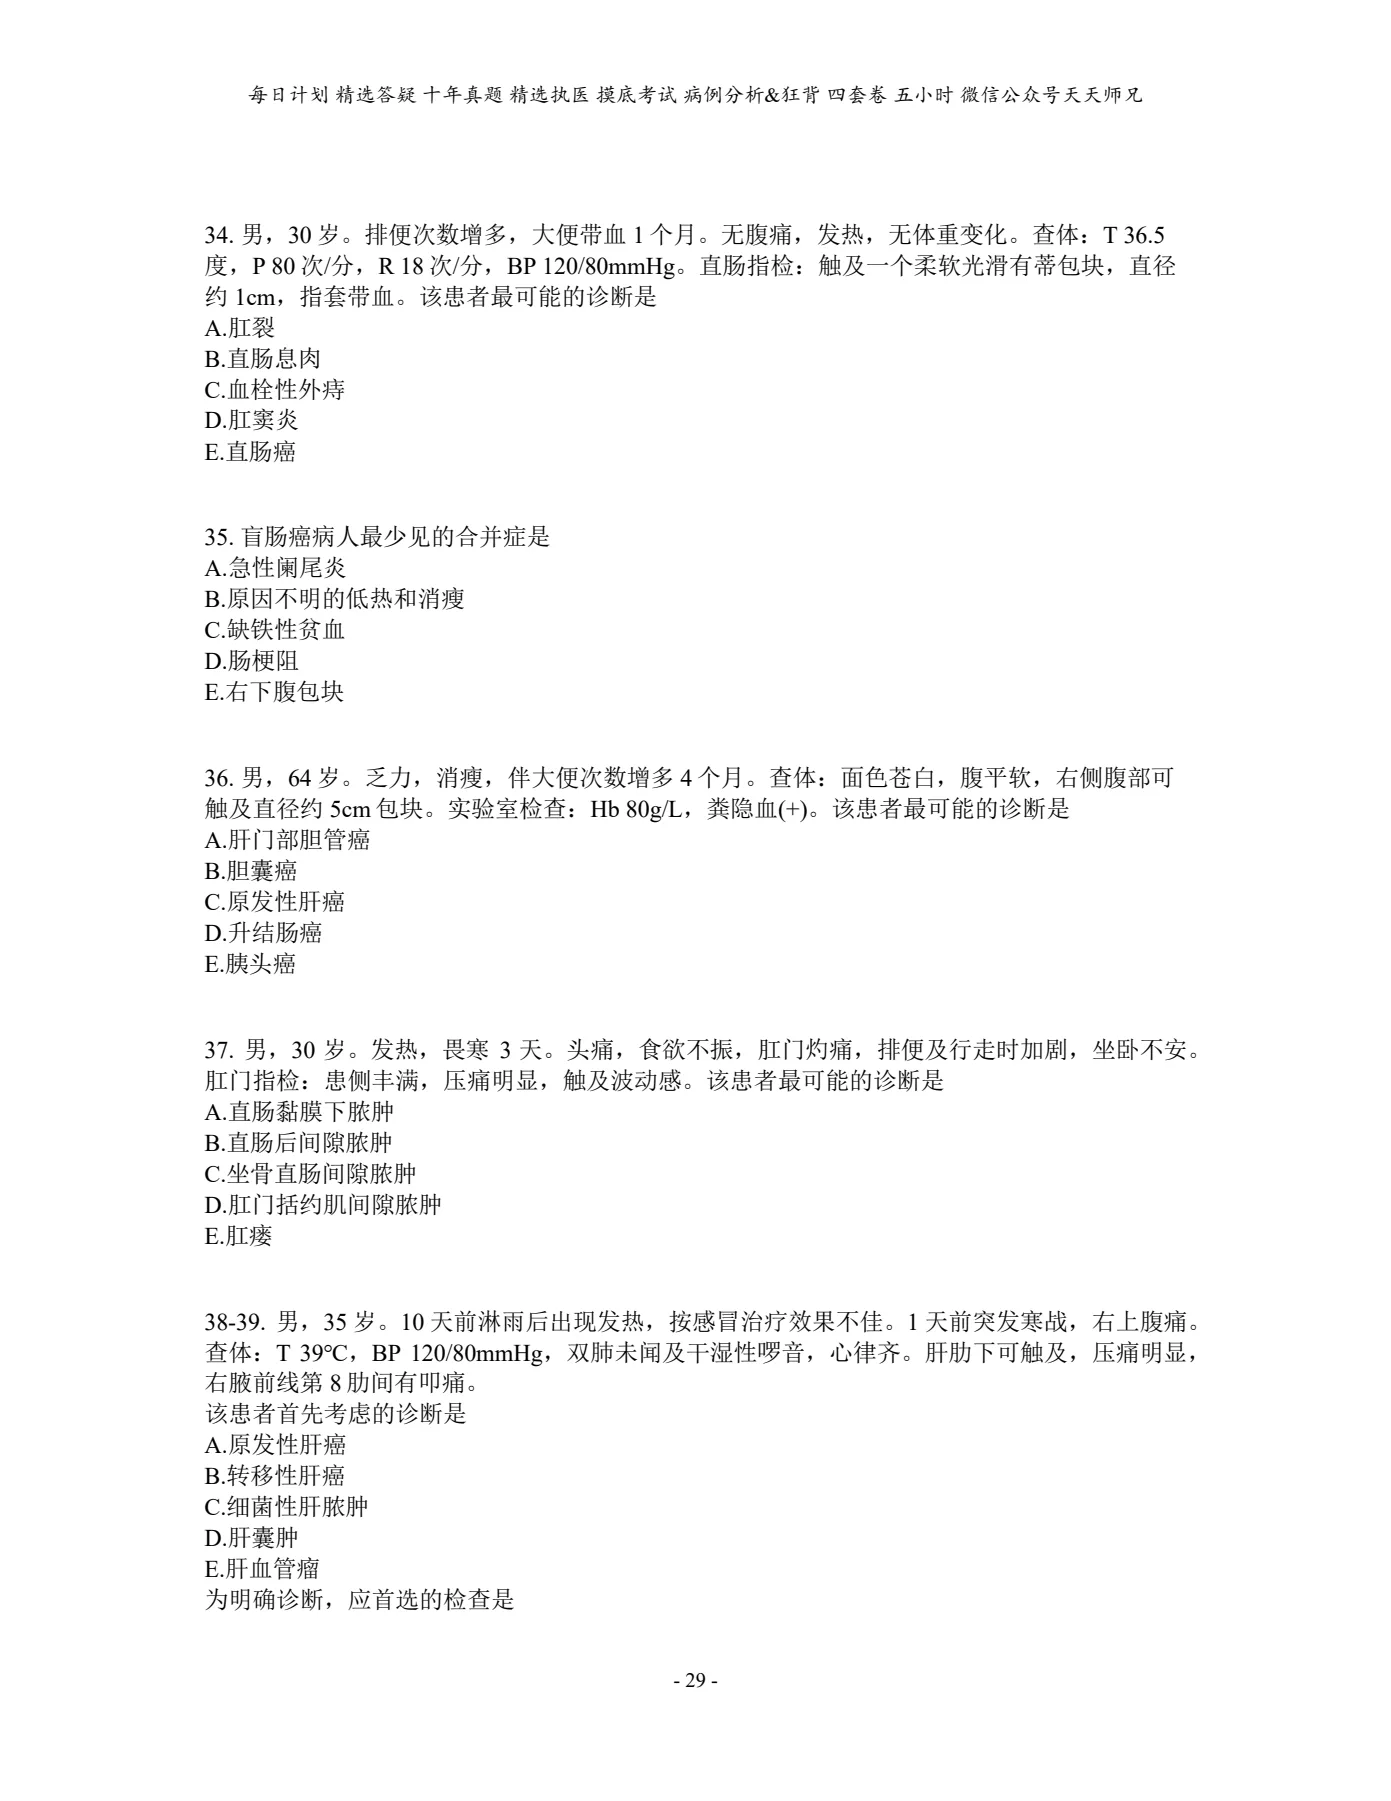 每日计划 精选答疑 十年真题 精选执医 摸底考试 病例分析&狂背 四套卷 五小时 微信公众号天天师兄
34. 男，30 岁。排便次数增多，大便带血 1 个月。无腹痛，发热，无体重变化。查体：T 36.5
度，P 80 次/分，R 18 次/分，BP 120/80mmHg。直肠指检：触及一个柔软光滑有蒂包块，直径
约 1cm，指套带血。该患者最可能的诊断是
A.肛裂
B.直肠息肉
C.血栓性外痔
D.肛窦炎
E.直肠癌
35. 盲肠癌病人最少见的合并症是
A.急性阑尾炎
B.原因不明的低热和消瘦
C.缺铁性贫血
D.肠梗阻
E.右下腹包块
36. 男，64 岁。乏力，消瘦，伴大便次数增多 4 个月。查体：面色苍白，腹平软，右侧腹部可
触及直径约 5cm 包块。实验室检查：Hb 80g/L，粪隐血(+)。该患者最可能的诊断是
A.肝门部胆管癌
B.胆囊癌
C.原发性肝癌
D.升结肠癌
E.胰头癌
37. 男，30 岁。发热，畏寒 3 天。头痛，食欲不振，肛门灼痛，排便及行走时加剧，坐卧不安。
肛门指检：患侧丰满，压痛明显，触及波动感。该患者最可能的诊断是
A.直肠黏膜下脓肿
B.直肠后间隙脓肿
C.坐骨直肠间隙脓肿
D.肛门括约肌间隙脓肿
E.肛瘘
38-39. 男，35 岁。10 天前淋雨后出现发热，按感冒治疗效果不佳。1 天前突发寒战，右上腹痛。
查体：T 39℃，BP 120/80mmHg，双肺未闻及干湿性啰音，心律齐。肝肋下可触及，压痛明显，
右腋前线第 8 肋间有叩痛。
该患者首先考虑的诊断是
A.原发性肝癌
B.转移性肝癌
C.细菌性肝脓肿
D.肝囊肿
E.肝血管瘤
为明确诊断，应首选的检查是
- 29 -